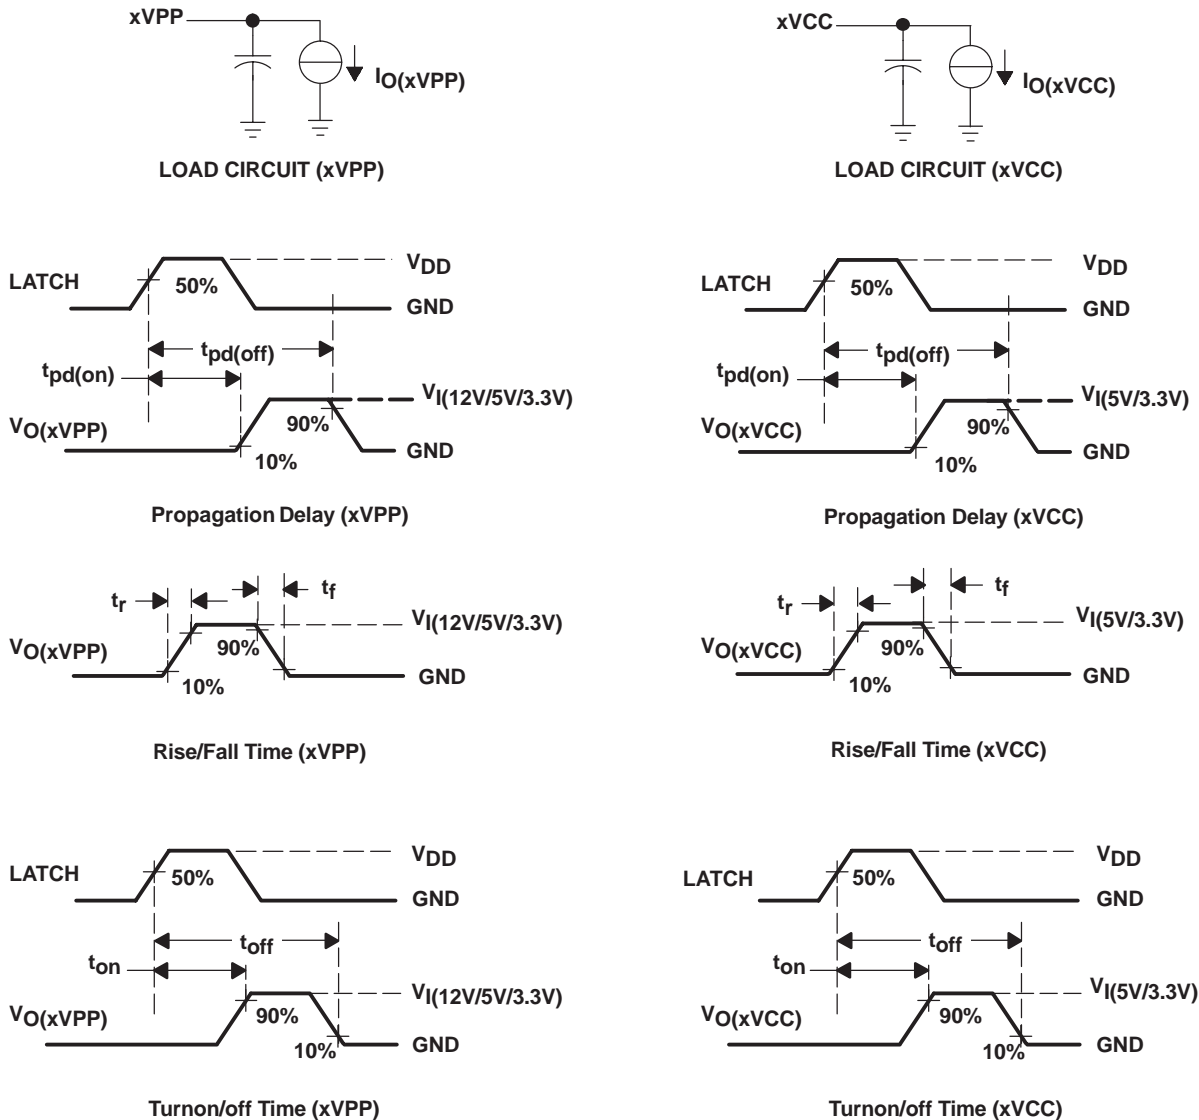 xVPP
IO(xVPP)
LOAD CIRCUIT (xVPP)
xVCC
IO(xVCC)
LOAD CIRCUIT (xVCC)
LATCH
50%
VDD
GND
tpd(off)
tpd(on)
VI(12V/5V/3.3V)
VO(xVPP)
90%
10%
GND
Propagation Delay (xVPP)
LATCH
50%
VDD
GND
tpd(off)
tpd(on)
VI(5V/3.3V)
VO(xVCC)
90%
10%
GND
Propagation Delay (xVCC)
tr
tf
VI(12V/5V/3.3V)
VO(xVPP)
90%
10%
GND
Rise/Fall Time (xVPP)
tr
tf
VI(5V/3.3V)
VO(xVCC)
90%
10%
GND
Rise/Fall Time (xVCC)
LATCH
50%
VDD
GND
toff
ton
VI(12V/5V/3.3V)
VO(xVPP)
90%
10%
GND
Turnon/off Time (xVPP)
LATCH
50%
VDD
GND
toff
ton
VI(5V/3.3V)
VO(xVCC)
90%
10%
GND
Turnon/off Time (xVCC)